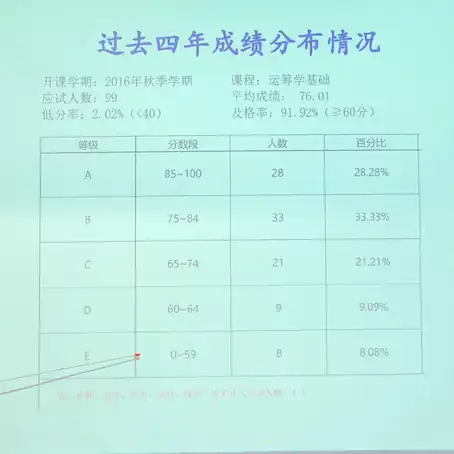 过去四年成绩分布情况
开课学期：2016年秋季学期 课程：运筹学基础
应试人数：99 平均成绩： 76.01
低分率：2.02%（<40） 及格率：91.92%（≥60分）
等级 分数段 人数 百分比
A 85~100 28 28.28%
B 75~84 33 33.33%
C 65~74 21 21.21%
D 60~64 9 9.09%
E 0~59 8 8.08%